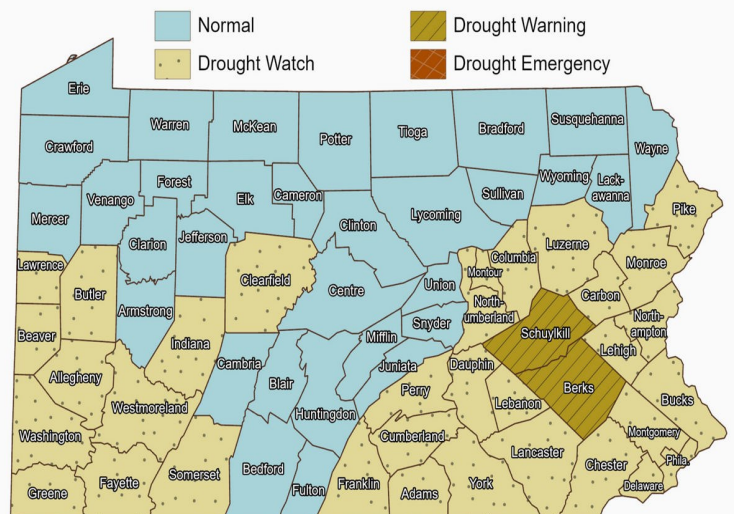 Normal
Drought Warning
Drought Watch
Drought Emergency
Erie
Warren
McKean
Potter
Tioga
Bradford
Susquehanna
Wayne
Crawford
Forest
Elk
Cameron
Sullivan
Wyoming
Lack-
awanna
Mercer
Venango
Clarion
Jefferson
Clinton
Lycoming
Pike
Lawrence
Butler
Armstrong
Clearfield
Centre
Union
Montour
Columbia
Luzerne
Monroe
Carbon
North-
umberland
Snyder
Beaver
Indiana
Mifflin
Schuylkill
North-
ampton
Lehigh
Allegheny
Cambria
Blair
Juniata
Dauphin
Perry
Berks
Westmoreland
Huntingdon
Lebanon
Bucks
Washington
Cumberland
Montgomery
Lancaster
Phila.
Greene
Fayette
Somerset
Bedford
Fulton
Franklin
Adams
York
Chester
Delaware